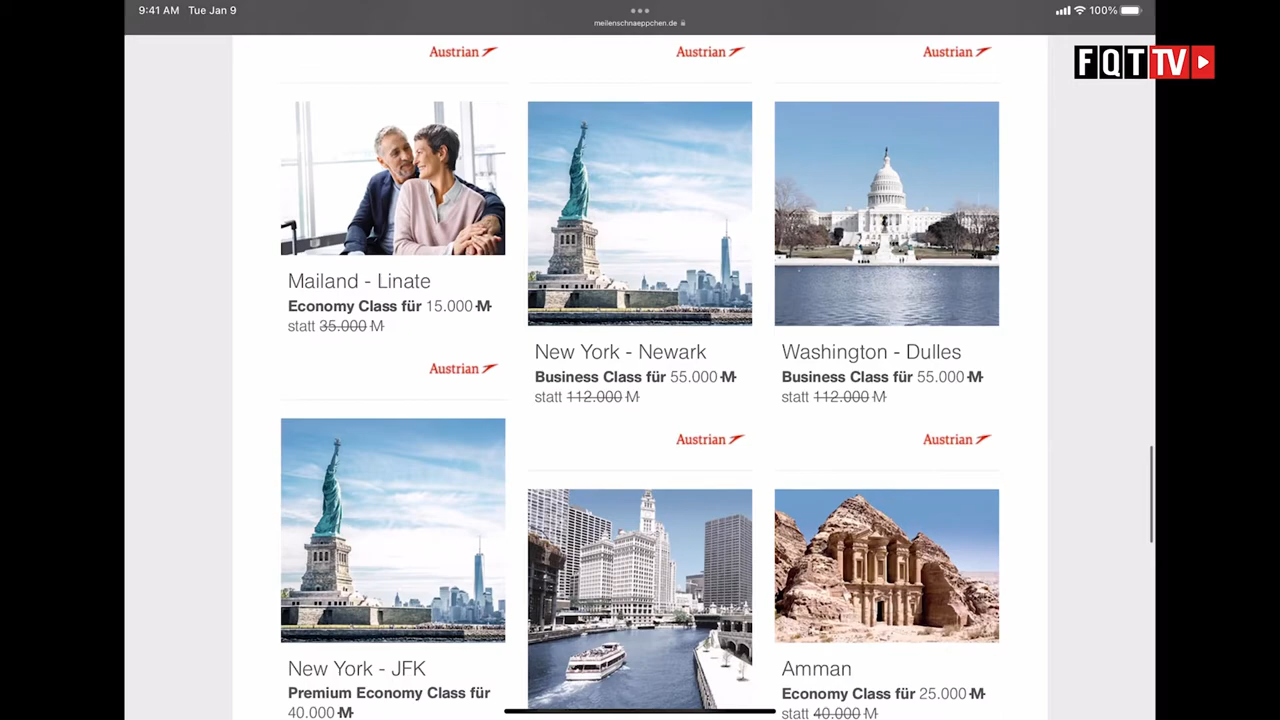 9:41 AM Tue Jan 9
meilenschnaeppchen.de
100%
FQT TV
Austrian
Austrian
Austrian
Mailand - Linate
Economy Class für 15.000 M
statt 35.000 M
Austrian
New York - Newark
Business Class für 55.000 M
statt 112.000 M
Austrian
Washington - Dulles
Business Class für 55.000 M
statt 112.000 M
Austrian
New York - JFK
Premium Economy Class für
40.000 M
Amman
Economy Class für 25.000 M
statt 40.000 M